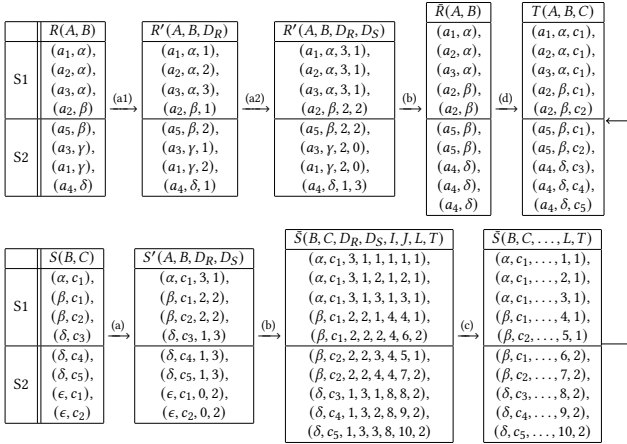 R(A, B)
S1
(a₁, α),
(a₂, α),
(a₃, α),
(a₂, β)
S2
(a₅, β),
(a₃, γ),
(a₁, γ),
(a₄, δ)
(a1)
R′(A, B, D_R)
(a₁, α, 1),
(a₂, α, 2),
(a₃, α, 3),
(a₂, β, 1)
(a₅, β, 2),
(a₃, γ, 1),
(a₁, γ, 2),
(a₄, δ, 1)
(a2)
R′(A, B, D_R, D_S)
(a₁, α, 3, 1),
(a₂, α, 3, 1),
(a₃, α, 3, 1),
(a₂, β, 2, 2)
(a₅, β, 2, 2),
(a₃, γ, 2, 0),
(a₁, γ, 2, 0),
(a₄, δ, 1, 3)
(b)
R̄(A, B)
(a₁, α),
(a₂, α),
(a₃, α),
(a₂, β),
(a₂, β)
(a₅, β),
(a₅, β),
(a₄, δ),
(a₄, δ),
(a₄, δ)
(d)
T(A, B, C)
(a₁, α, c₁),
(a₂, α, c₁),
(a₃, α, c₁),
(a₂, β, c₁),
(a₂, β, c₂)
(a₅, β, c₁),
(a₅, β, c₂),
(a₄, δ, c₃),
(a₄, δ, c₄),
(a₄, δ, c₅)
S(B, C)
S1
(α, c₁),
(β, c₁),
(β, c₂),
(δ, c₃)
S2
(δ, c₄),
(δ, c₅),
(ϵ, c₁),
(ϵ, c₂)
(a)
S′(A, B, D_R, D_S)
(α, c₁, 3, 1),
(β, c₁, 2, 2),
(β, c₂, 2, 2),
(δ, c₃, 1, 3)
(δ, c₄, 1, 3),
(δ, c₅, 1, 3),
(ϵ, c₁, 0, 2),
(ϵ, c₂, 0, 2)
(b)
S̄(B, C, D_R, D_S, I, J, L, T)
(α, c₁, 3, 1, 1, 1, 1, 1),
(α, c₁, 3, 1, 2, 1, 2, 1),
(α, c₁, 3, 1, 3, 1, 3, 1),
(β, c₁, 2, 2, 1, 4, 4, 1),
(β, c₁, 2, 2, 2, 4, 6, 2)
(β, c₂, 2, 2, 3, 4, 5, 1),
(β, c₂, 2, 2, 4, 4, 7, 2),
(δ, c₃, 1, 3, 1, 8, 8, 2),
(δ, c₄, 1, 3, 2, 8, 9, 2),
(δ, c₅, 1, 3, 3, 8, 10, 2)
(c)
S̄(B, C, . . . , L, T)
(α, c₁, . . . , 1, 1),
(α, c₁, . . . , 2, 1),
(α, c₁, . . . , 3, 1),
(β, c₁, . . . , 4, 1)
(β, c₂, . . . , 5, 1)
(β, c₁, . . . , 6, 2)
(β, c₂, . . . , 7, 2),
(δ, c₃, . . . , 8, 2),
(δ, c₄, . . . , 9, 2),
(δ, c₅, . . . , 10, 2)